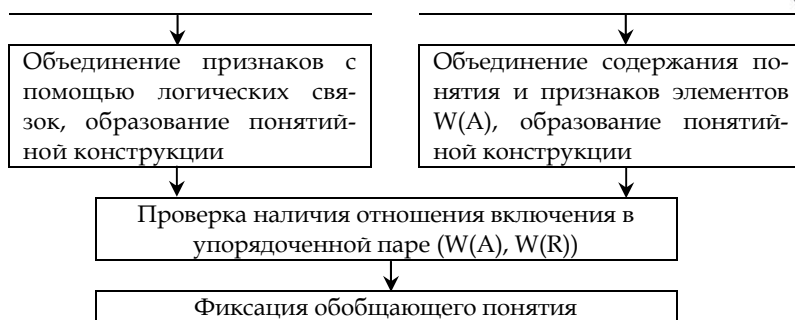 Объединение признаков с
помощью логических свя-
зок, образование понятий-
ной конструкции
Объединение содержания по-
нятия и признаков элементов
W(A), образование понятий-
ной конструкции
Проверка наличия отношения включения в
упорядоченной паре (W(A), W(R))
Фиксация обобщающего понятия